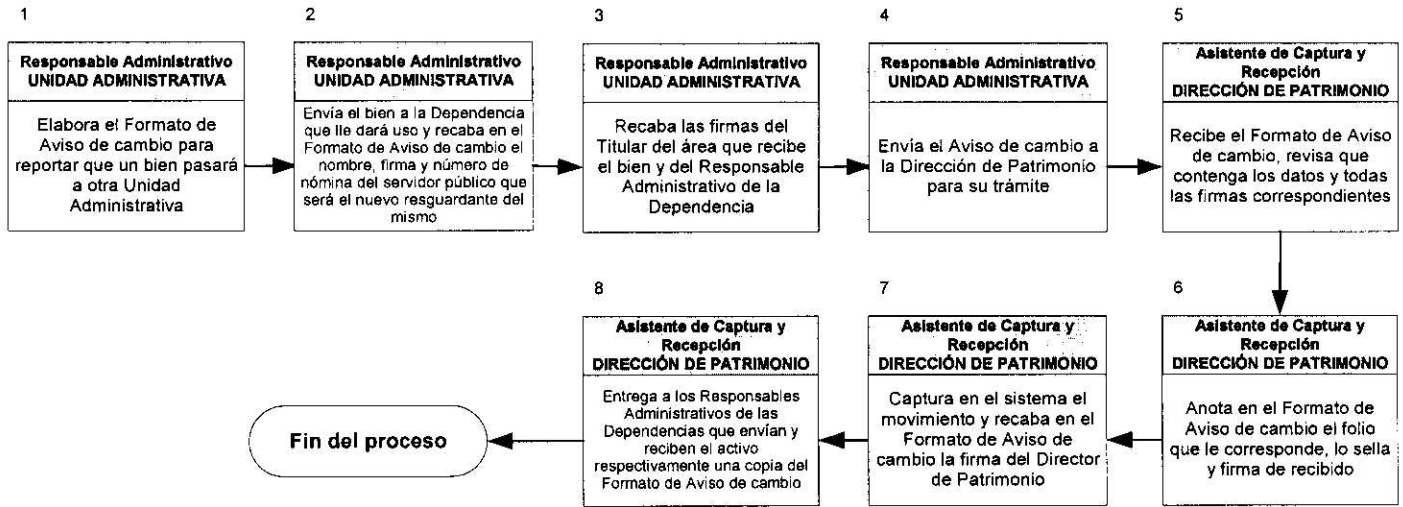 1
Responsable Administrativo
UNIDAD ADMINISTRATIVA
Elabora el Formato de
Aviso de cambio para
reportar que un bien pasará
a otra Unidad
Administrativa
2
Responsable Administrativo
UNIDAD ADMINISTRATIVA
Envía el bien a la Dependencia
que lle dará uso y recaba en el
Formato de Aviso de cambio el
nombre, firma y número de
nómina del servidor público que
será el nuevo resguardante del
mismo
3
Responsable Administrativo
UNIDAD ADMINISTRATIVA
Recaba las firmas del
Titular del área que recibe
el bien y del Responsable
Administrativo de la
Dependencia
4
Responsable Administrativo
UNIDAD ADMINISTRATIVA
Envía el Aviso de cambio a
la Dirección de Patrimonio
para su trámite
5
Asistente de Captura y
Recepción
DIRECCIÓN DE PATRIMONIO
Recibe el Formato de Aviso
de cambio, revisa que
contenga los datos y todas
las firmas correspondientes
6
Asistente de Captura y
Recepción
DIRECCIÓN DE PATRIMONIO
Anota en el Formato de
Aviso de cambio el folio
que le corresponde, lo sella
y firma de recibido
7
Asistente de Captura y
Recepción
DIRECCIÓN DE PATRIMONIO
Captura en el sistema el
movimiento y recaba en el
Formato de Aviso de
cambio la firma del Director
de Patrimonio
8
Asistente de Captura y
Recepción
DIRECCIÓN DE PATRIMONIO
Entrega a los Responsables
Administrativos de las
Dependencias que envían y
reciben el activo
respectivamente una copia del
Formato de Aviso de cambio
Fin del proceso